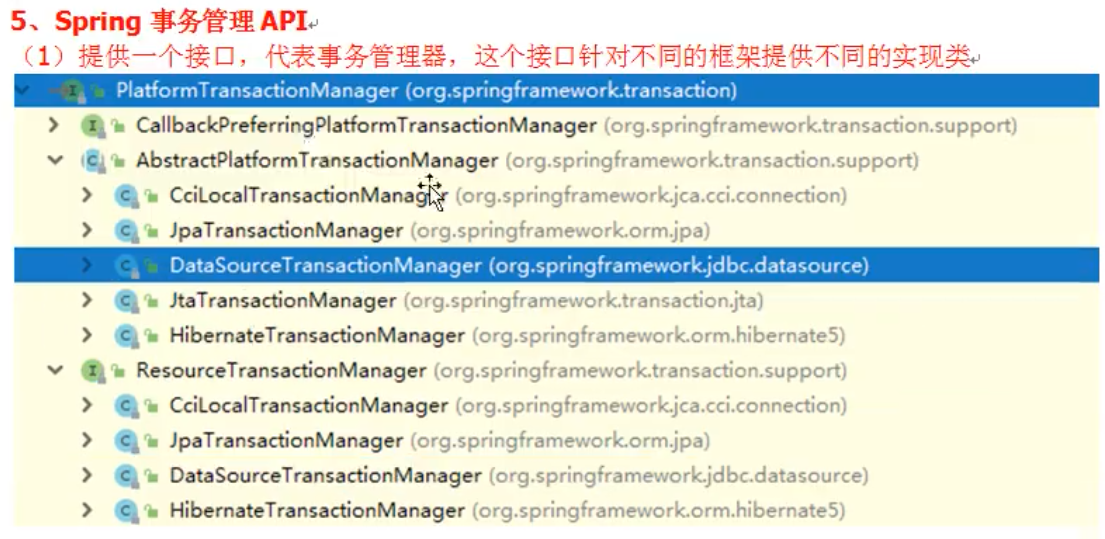 5、Spring 事务管理 API
（1）提供一个接口，代表事务管理器，这个接口针对不同的框架提供不同的实现类
PlatformTransactionManager (org.springframework.transaction)
CallbackPreferringPlatformTransactionManager (org.springframework.transaction.support)
AbstractPlatformTransactionManager (org.springframework.transaction.support)
CciLocalTransactionManager (org.springframework.jca.cci.connection)
JpaTransactionManager (org.springframework.orm.jpa)
DataSourceTransactionManager (org.springframework.jdbc.datasource)
JtaTransactionManager (org.springframework.transaction.jta)
HibernateTransactionManager (org.springframework.orm.hibernate5)
ResourceTransactionManager (org.springframework.transaction.support)
CciLocalTransactionManager (org.springframework.jca.cci.connection)
JpaTransactionManager (org.springframework.orm.jpa)
DataSourceTransactionManager (org.springframework.jdbc.datasource)
HibernateTransactionManager (org.springframework.orm.hibernate5)